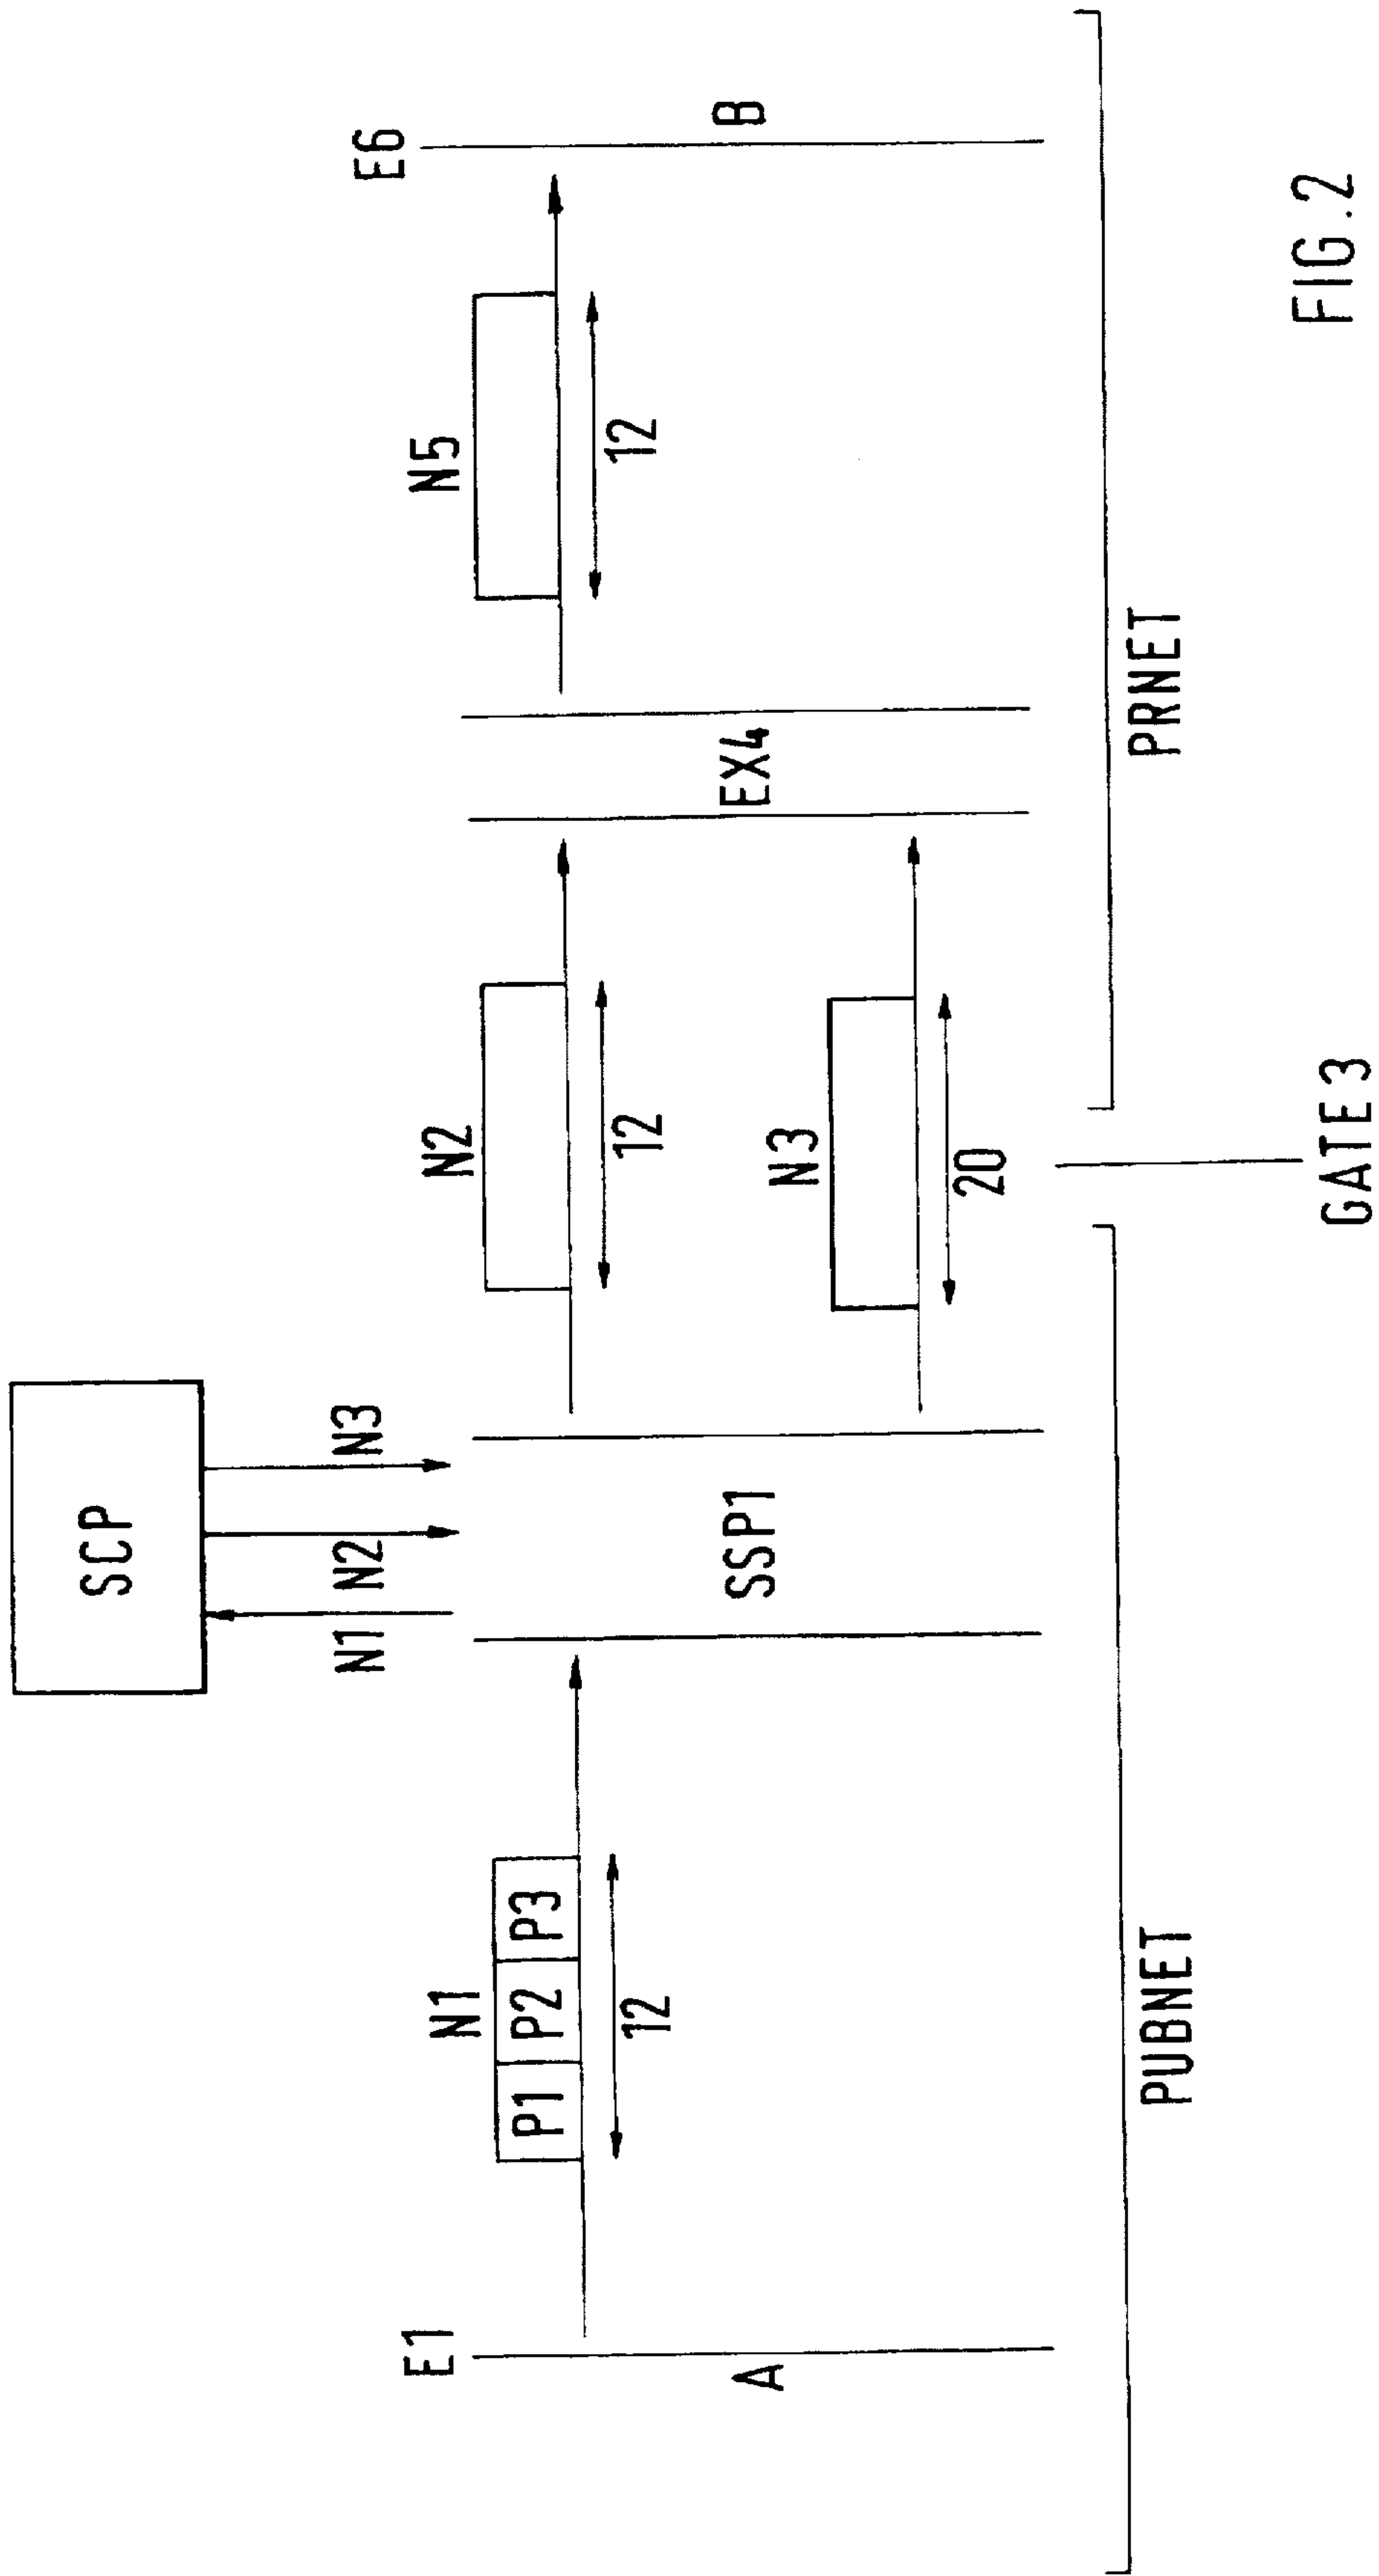 SCP
N1
N2
N3
E1
N1
N2
N5
E6
P1
P2
P3
12
12
12
A
SSP1
N3
EX4
B
20
PUBNET
PRNET
GATE 3
FIG.2